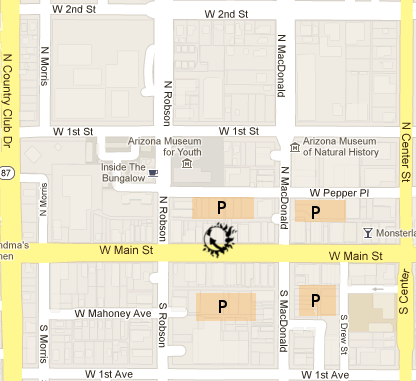 W 2nd St
W 2nd St
N Country Club Dr
N Morris
N Robson
N MacDonald
N Center St
W 1st St
W 1st St
Arizona Museum
for Youth
Arizona Museum
of Natural History
Inside The
Bungalow
87
N Morris
N Robson
N MacDonald
W Pepper Pl
P
P
Monsterla
ndma's
W Main St
W Main St
P
P
W Mahoney Ave
S Morris
S Robson
S MacDonald
S Drew St
S Center
W 1st Ave
W 1st Ave